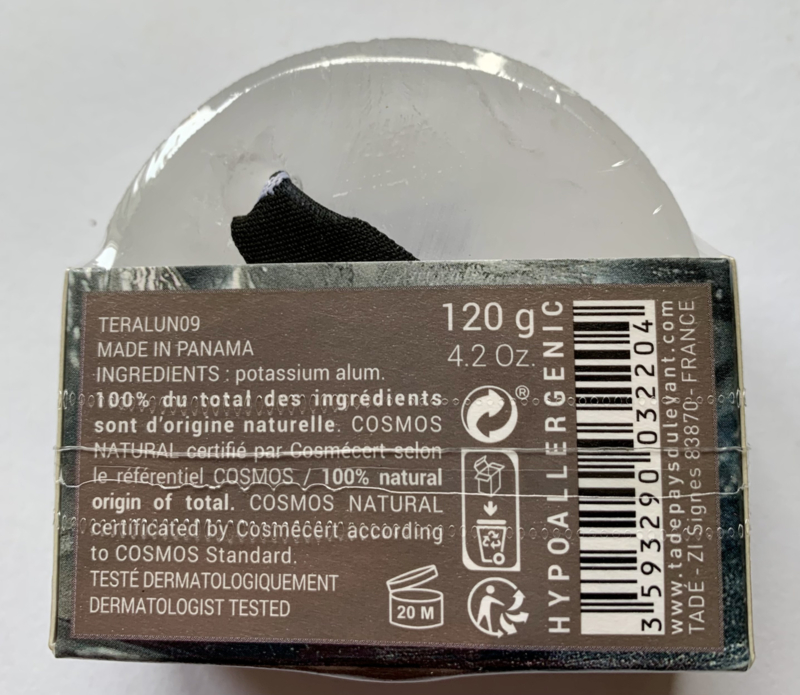 TERALUN09
MADE IN PANAMA
INGREDIENTS : potassium alum.
100% du total des ingrédients
sont d'origine naturelle. COSMOS
NATURAL certifié par Cosmécert selon
le référentiel COSMOS / 100% natural
origin of total. COSMOS NATURAL
certificated by Cosmécert according
to COSMOS Standard.
TESTÉ DERMATOLOGIQUEMENT
DERMATOLOGIST TESTED
120 g
4.2 Oz.
®
20 M
HYPOALLERGENIC
3 593290 032204
www.tadepaysdulevant.com
TADÉ - ZI Signes 83870 - FRANCE